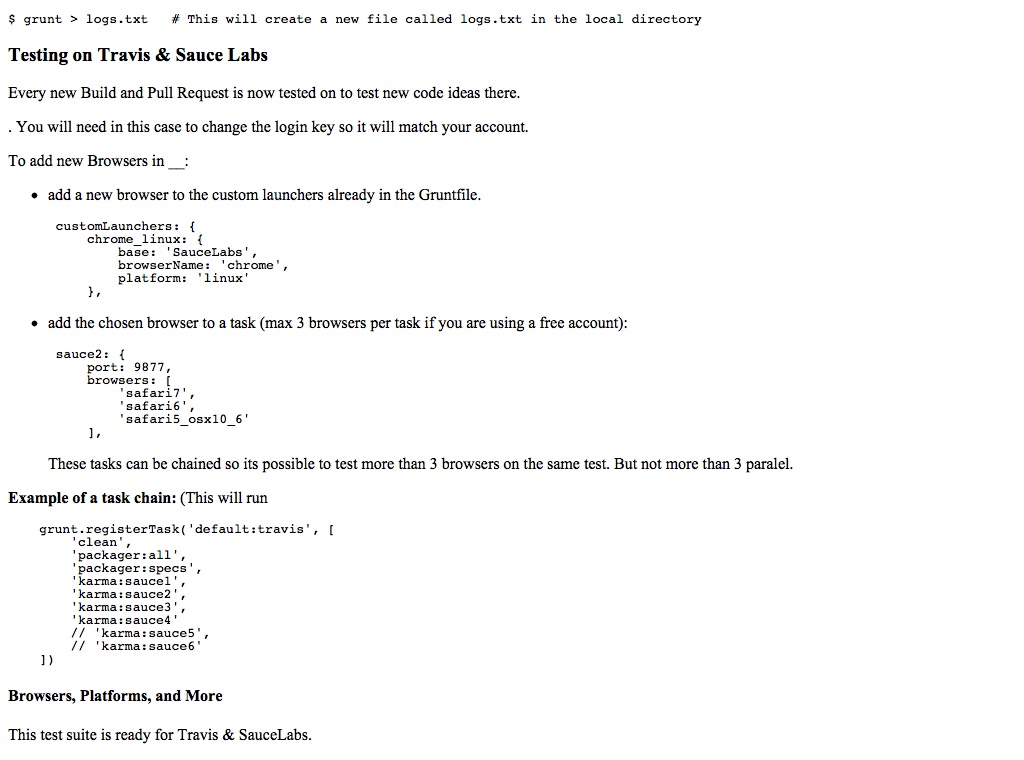 $ grunt > logs.txt   # This will create a new file called logs.txt in the local directory
Testing on Travis & Sauce Labs
Every new Build and Pull Request is now tested on to test new code ideas there.
. You will need in this case to change the login key so it will match your account.
To add new Browsers in __:
• add a new browser to the custom launchers already in the Gruntfile.
customLaunchers: {
    chrome_linux: {
        base: 'SauceLabs',
        browserName: 'chrome',
        platform: 'linux'
    },
• add the chosen browser to a task (max 3 browsers per task if you are using a free account):
sauce2: {
    port: 9877,
    browsers: [
        'safari7',
        'safari6',
        'safari5_osx10_6'
    ],
These tasks can be chained so its possible to test more than 3 browsers on the same test. But not more than 3 paralel.
Example of a task chain: (This will run
grunt.registerTask('default:travis', [
    'clean',
    'packager:all',
    'packager:specs',
    'karma:sauce1',
    'karma:sauce2',
    'karma:sauce3',
    'karma:sauce4'
    // 'karma:sauce5',
    // 'karma:sauce6'
])
Browsers, Platforms, and More
This test suite is ready for Travis & SauceLabs.